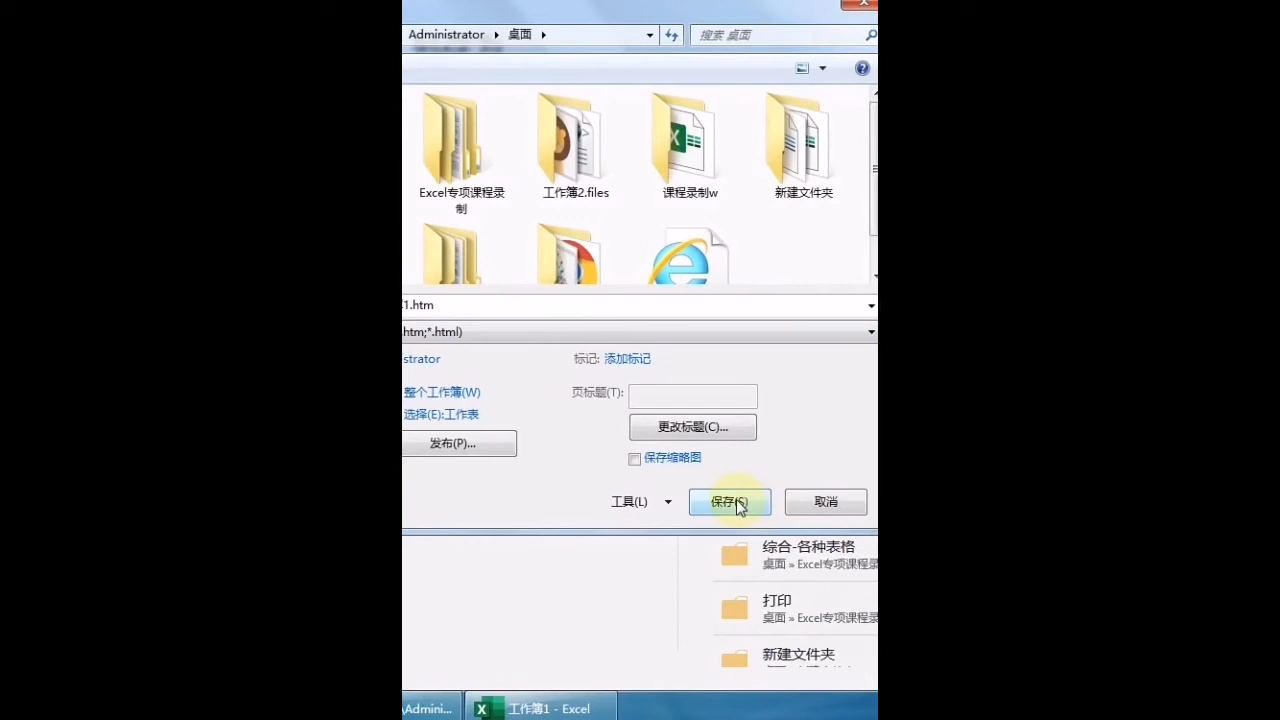 Administrator
桌面
搜索 桌面
Excel专项课程录
制
工作簿2.files
课程录制w
新建文件夹
1.htm
htm;*.html)
strator
标记: 添加标记
整个工作簿(W)
页标题(T):
选择(E):工作表
更改标题(C)...
发布(P)...
保存缩略图
工具(L)
保存(S)
取消
综合-各种表格
桌面 » Excel专项课程录
打印
桌面 » Excel专项课程录
新建文件夹
\Admini...
工作簿1 - Excel